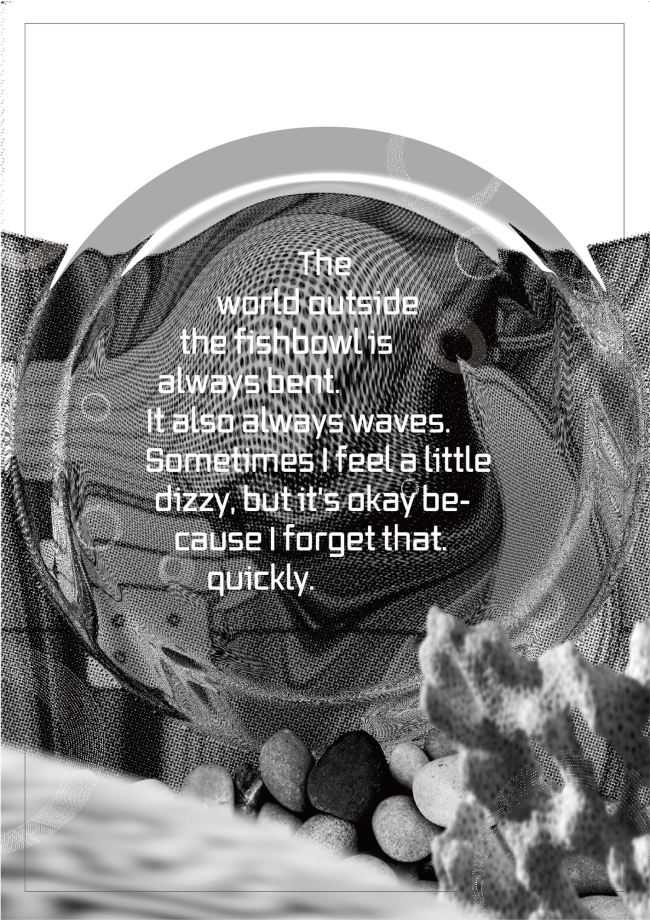 The
world outside
the fishbowl is
always bent.
It also always waves.
Sometimes I feel a little
dizzy, but it's okay be-
cause I forget that.
quickly.